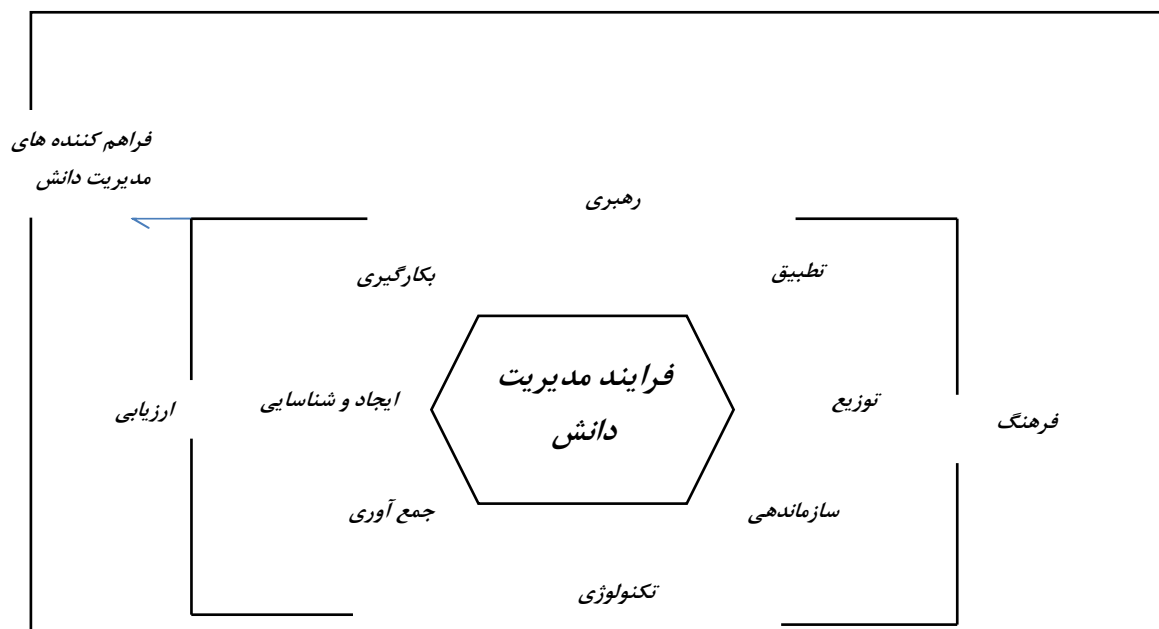 فراهم کننده های
مدیریت دانش
رهبری
تطبیق
بکارگیری
فرایند مدیریت
دانش
فرهنگ
توزیع
ایجاد و شناسایی
ارزیابی
سازماندهی
جمع آوری
تکنولوژی